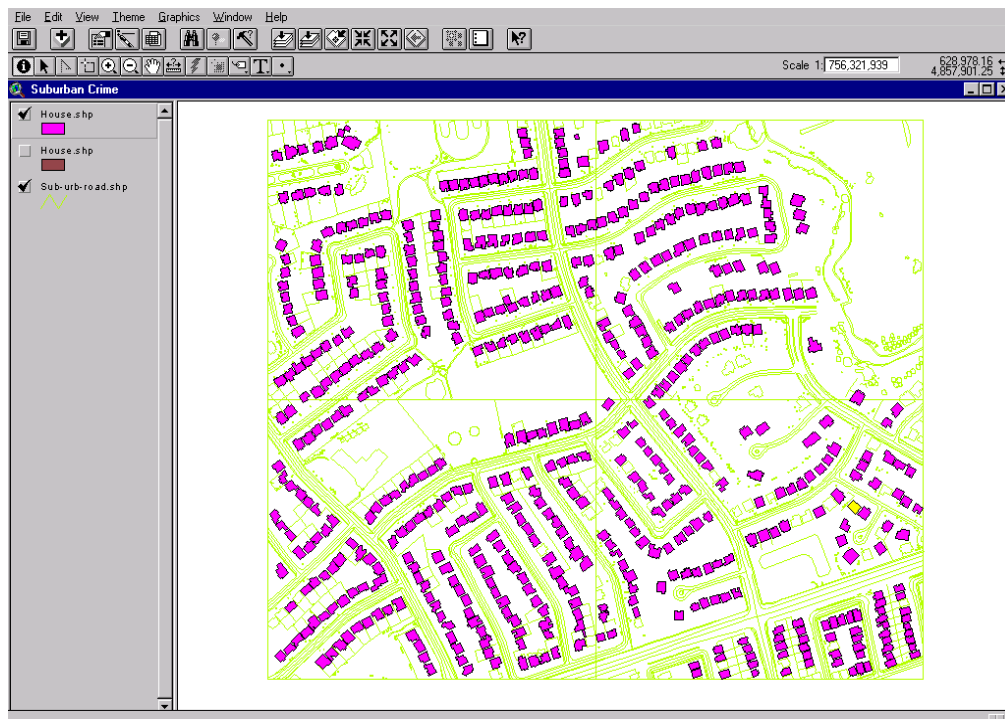 File Edit View Theme Graphics Window Help
Scale 1: 756,321,939
628,978.16
4,857,901.25
Suburban Crime
House.shp
House.shp
Sub-urb-road.shp